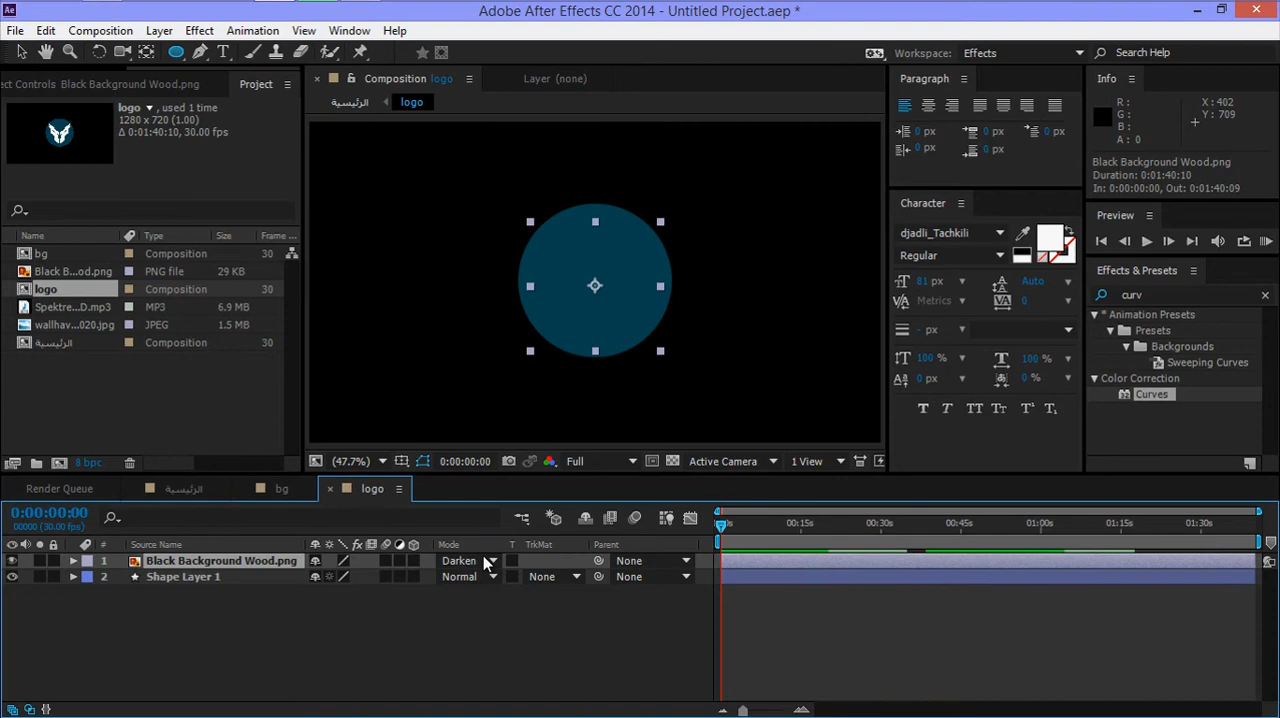 Adobe After Effects CC 2014 - Untitled Project.aep *
File Edit Composition Layer Effect Animation View Window Help
Workspace: Effects Search Help
ect Controls Black Background Wood.png Project
logo , used 1 time
1280 x 720 (1.00)
Δ 0:01:40:10, 30.00 fps
Name Type Size Frame ...
bg Composition 30
Black B...od.png PNG file 29 KB
logo Composition 30
Spektre...D.mp3 MP3 6.9 MB
wallhav...020.jpg JPEG 1.5 MB
الرئيسية Composition 30
8 bpc
Composition logo Layer (none)
الرئيسية logo
(47.7%) 0:00:00:00 Full Active Camera 1 View
Paragraph
0 px 0 px 0 px
0 px 0 px
Character
djadli_Tachkili
Regular
81 px Auto
Metrics 0
- px
100 % 100 %
0 px 0 %
T T TT Tт T¹ T₁
Info
R : X : 402
G : Y : 709
B :
A : 0
Black Background Wood.png
Duration: 0:01:40:10
In: 0:00:00:00, Out: 0:01:40:09
Preview
Effects & Presets
curv
* Animation Presets
Presets
Backgrounds
Sweeping Curves
Color Correction
Curves
Render Queue الرئيسية bg logo
0:00:00:00
00000 (30.00 fps)
0s 00:15s 00:30s 00:45s 01:00s 01:15s 01:30s
# Source Name Mode T TrkMat Parent
1 Black Background Wood.png Darken None
2 Shape Layer 1 Normal None None